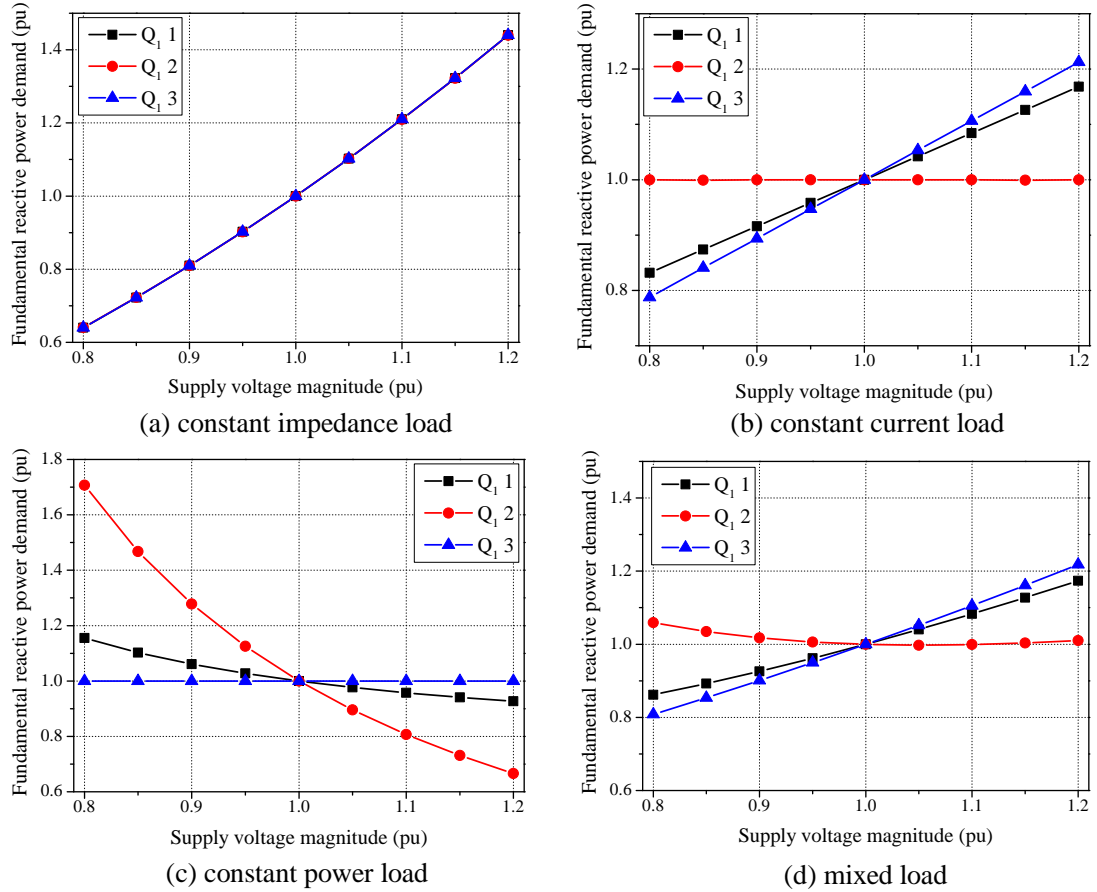 Fundamental reactive power demand (pu)
1.4
1.2
1.0
0.8
0.6
Q1 1
Q1 2
Q1 3
0.8 0.9 1.0 1.1 1.2
Supply voltage magnitude (pu)
(a) constant impedance load
Fundamental reactive power demand (pu)
1.2
1.0
0.8
Q1 1
Q1 2
Q1 3
0.8 0.9 1.0 1.1 1.2
Supply voltage magnitude (pu)
(b) constant current load
Fundamental reactive power demand (pu)
1.8
1.6
1.4
1.2
1.0
0.8
0.6
Q1 1
Q1 2
Q1 3
0.8 0.9 1.0 1.1 1.2
Supply voltage magnitude (pu)
(c) constant power load
Fundamental reactive power demand (pu)
1.4
1.2
1.0
0.8
0.6
Q1 1
Q1 2
Q1 3
0.8 0.9 1.0 1.1 1.2
Supply voltage magnitude (pu)
(d) mixed load